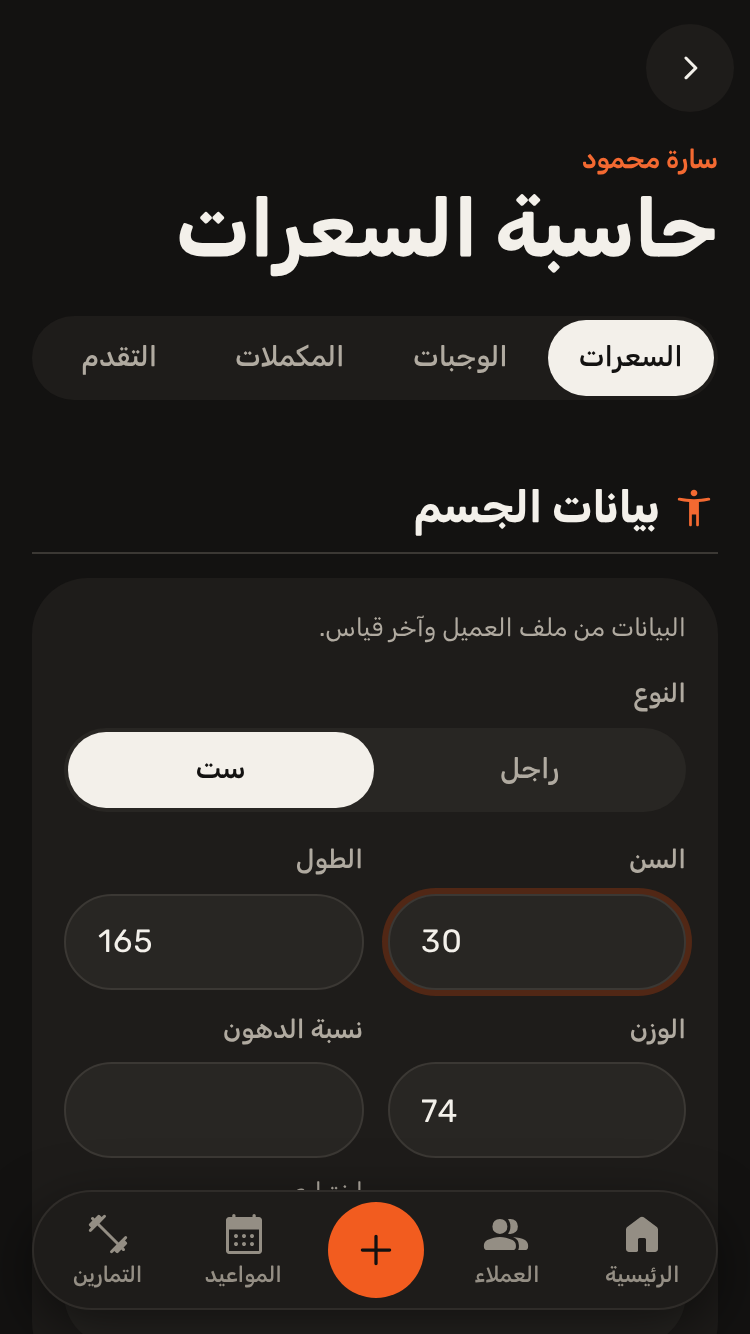 سارة محمود
حاسبة السعرات
السعرات الوجبات المكملات التقدم
بيانات الجسم
البيانات من ملف العميل وآخر قياس.
النوع
راجل ست
السن الطول
30 165
الوزن نسبة الدهون
74
الرئيسية العملاء المواعيد التمارين